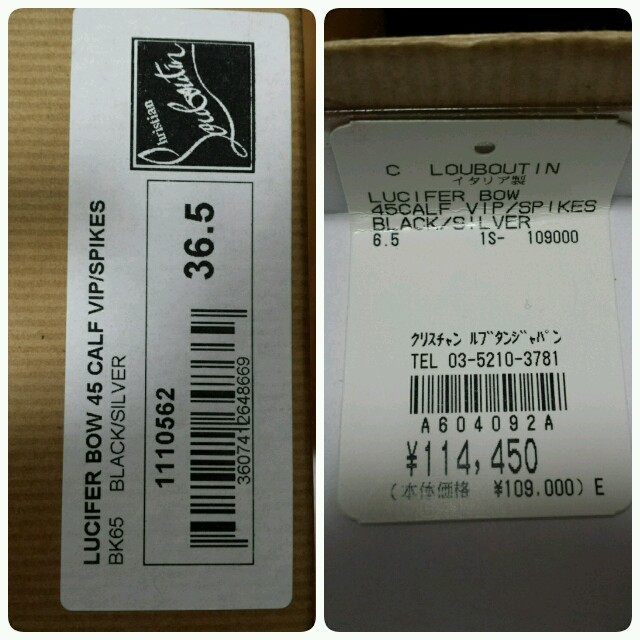 Christian
Louboutin
36.5
LUCIFER BOW 45 CALF VIP/SPIKES
BK65 BLACK/SILVER
1110562
3607412648669
C LOUBOUTIN
イタリア製
LUCIFER BOW
45CALF VIP/SPIKES
BLACK/SILVER
6.5 1S- 109000
クリスチャン ルブタンジャパン
TEL 03-5210-3781
A604092A
¥114,450
(本体価格 ¥109.000) E